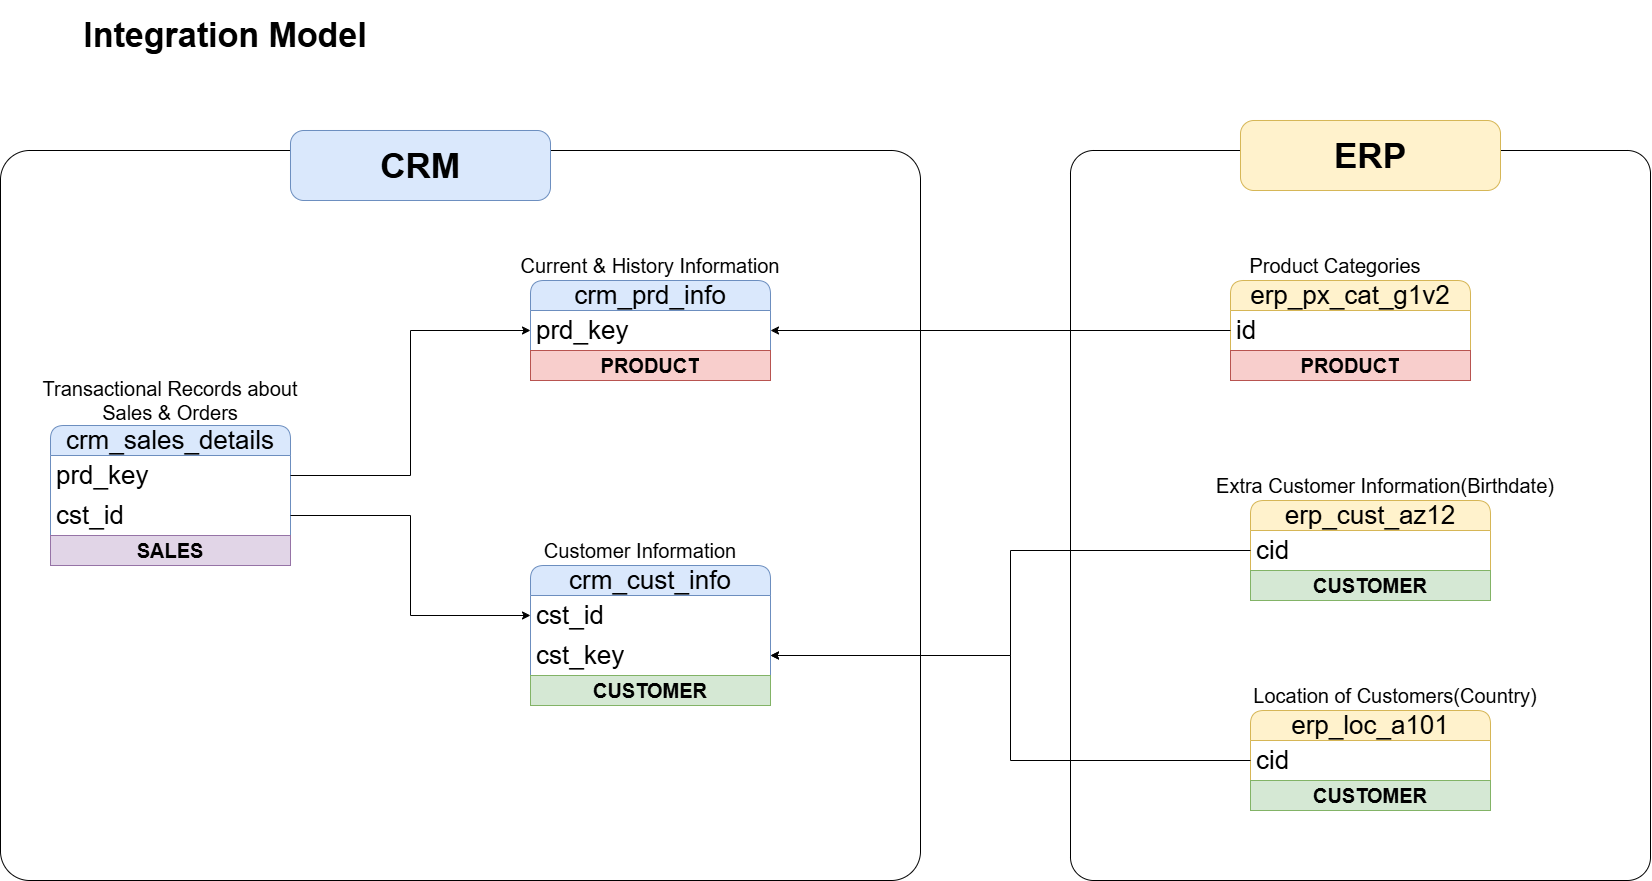 Integration Model
CRM
ERP
Current & History Information
crm_prd_info
prd_key
PRODUCT
Product Categories
erp_px_cat_g1v2
id
PRODUCT
Transactional Records about
Sales & Orders
crm_sales_details
prd_key
cst_id
SALES
Customer Information
crm_cust_info
cst_id
cst_key
CUSTOMER
Extra Customer Information(Birthdate)
erp_cust_az12
cid
CUSTOMER
Location of Customers(Country)
erp_loc_a101
cid
CUSTOMER